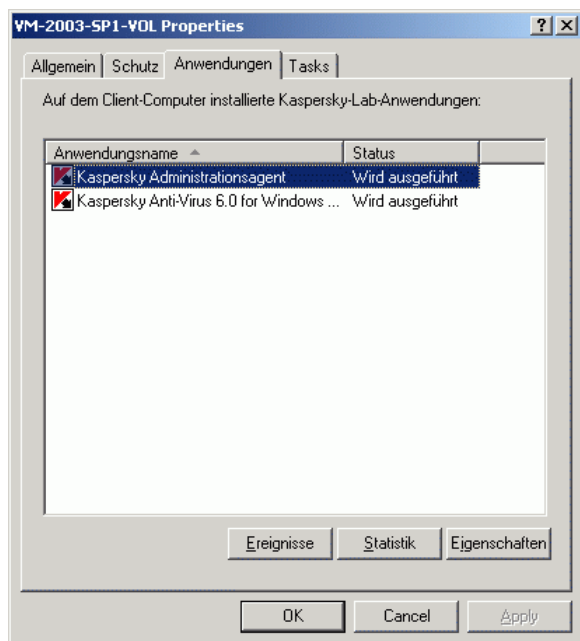 VM-2003-SP1-VOL Properties
Allgemein Schutz Anwendungen Tasks
Auf dem Client-Computer installierte Kaspersky-Lab-Anwendungen:
Anwendungsname Status
Kaspersky Administrationsagent Wird ausgeführt
Kaspersky Anti-Virus 6.0 for Windows ... Wird ausgeführt
Ereignisse Statistik Eigenschaften
OK Cancel Apply